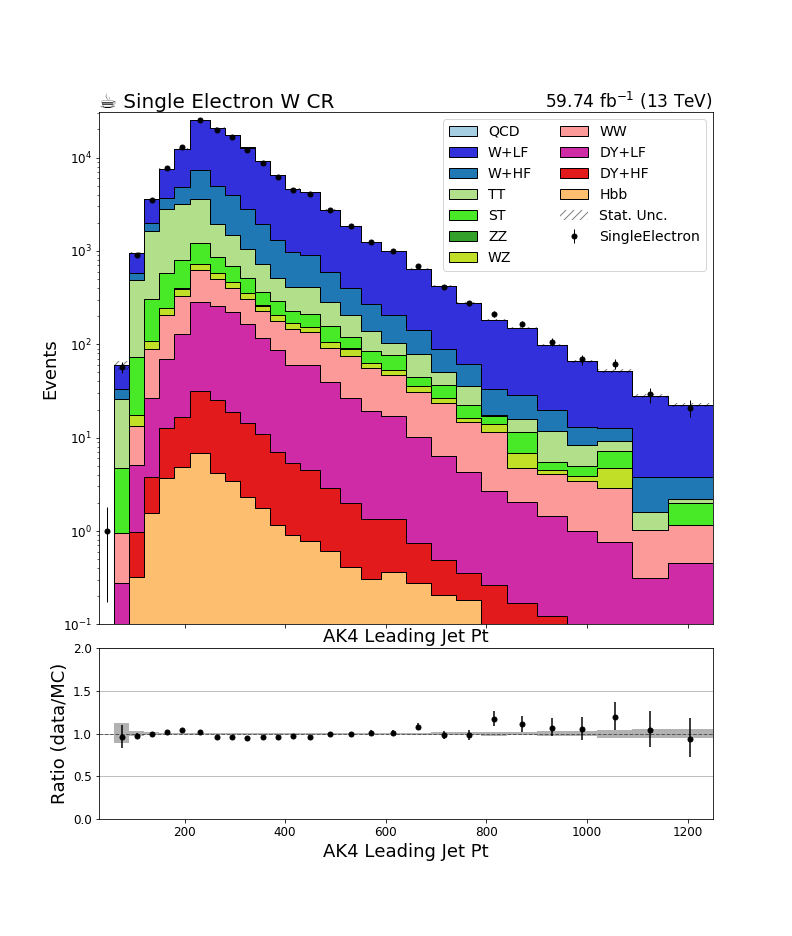 ☕ Single Electron W CR 59.74 fb⁻¹ (13 TeV)
QCD WW
W+LF DY+LF
W+HF DY+HF
TT Hbb
ST Stat. Unc.
ZZ SingleElectron
WZ
Events
10⁴
10³
10²
10¹
10⁰
10⁻¹
AK4 Leading Jet Pt
Ratio (data/MC)
2.0
1.5
1.0
0.5
0.0
200 400 600 800 1000 1200
AK4 Leading Jet Pt